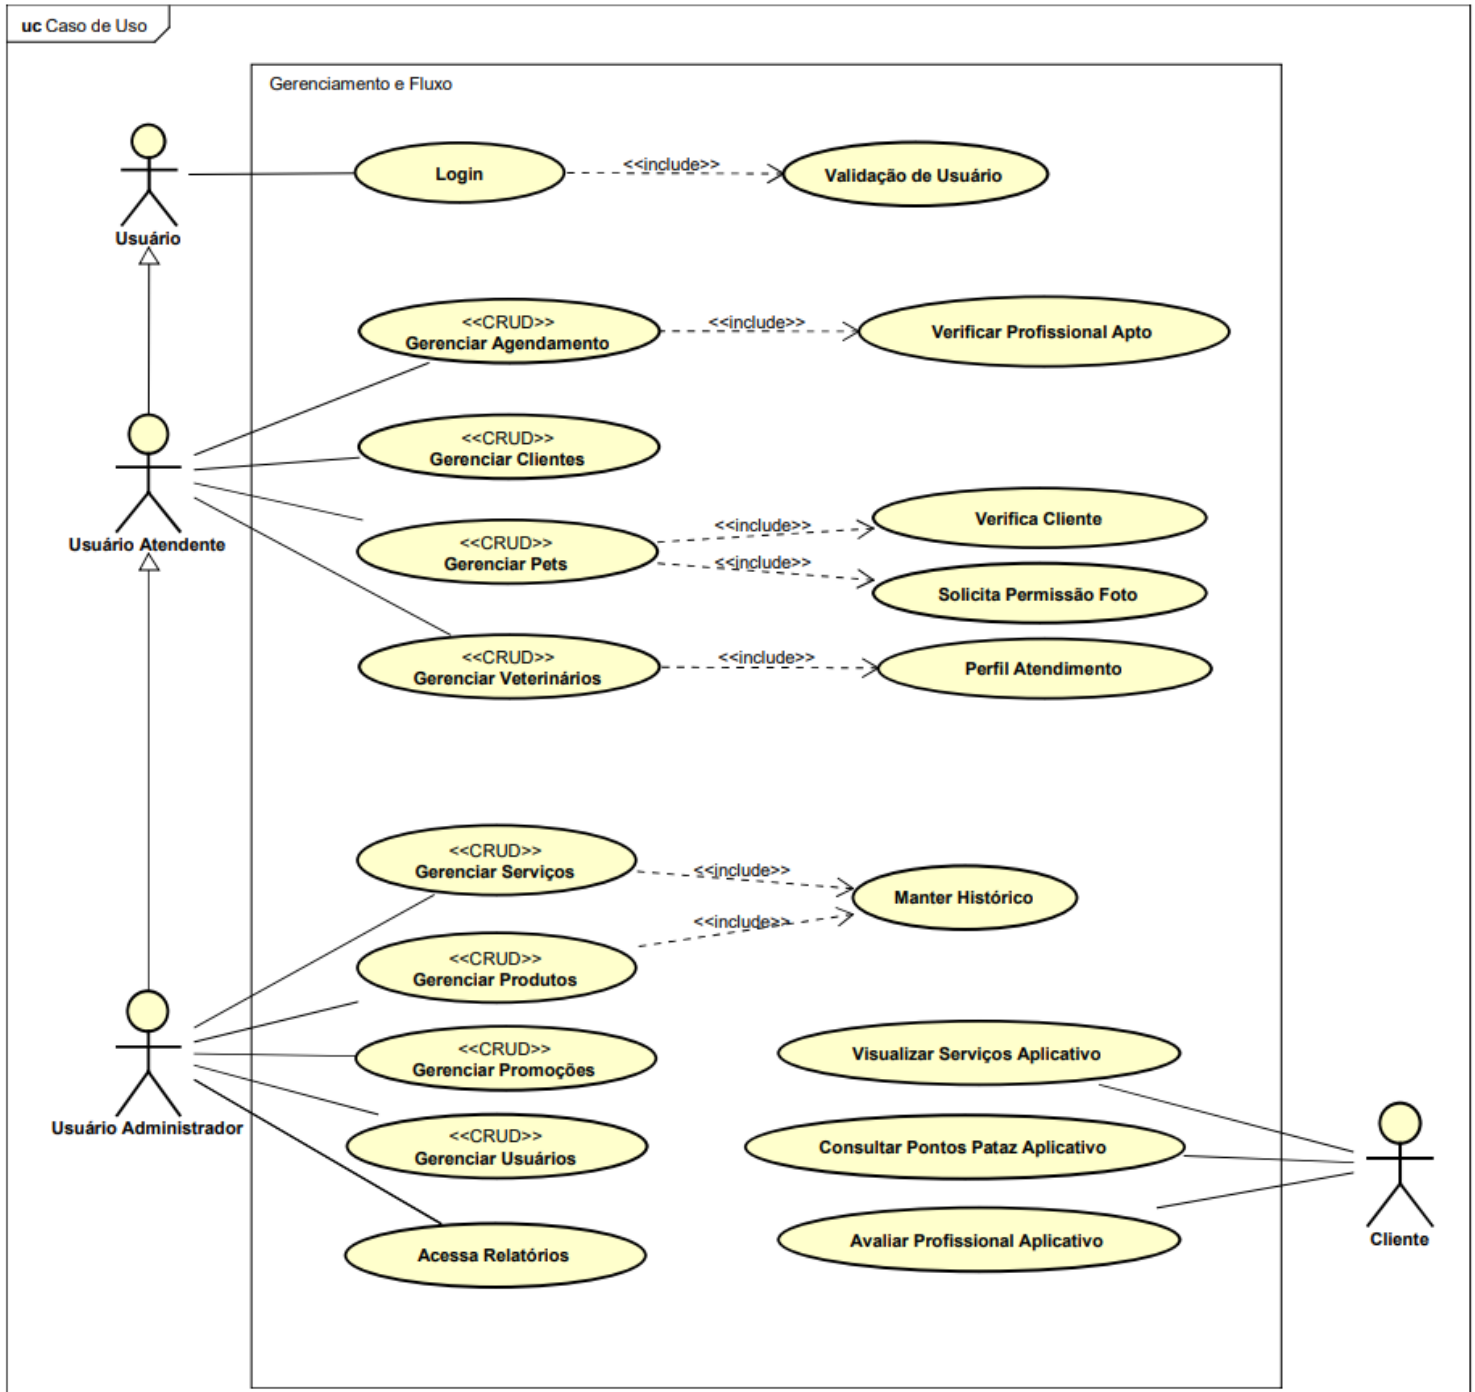 uc Caso de Uso
Gerenciamento e Fluxo
Login
<<include>>
Validação de Usuário
Usuário
<<CRUD>>
Gerenciar Agendamento
<<include>>
Verificar Profissional Apto
<<CRUD>>
Gerenciar Clientes
Usuário Atendente
<<CRUD>>
Gerenciar Pets
<<include>>
Verifica Cliente
<<include>>
Solicita Permissão Foto
<<CRUD>>
Gerenciar Veterinários
<<include>>
Perfil Atendimento
<<CRUD>>
Gerenciar Serviços
<<include>>
Manter Histórico
<<include>>
<<CRUD>>
Gerenciar Produtos
<<CRUD>>
Gerenciar Promoções
Visualizar Serviços Aplicativo
Usuário Administrador
<<CRUD>>
Gerenciar Usuários
Consultar Pontos Pataz Aplicativo
Acessa Relatórios
Avaliar Profissional Aplicativo
Cliente